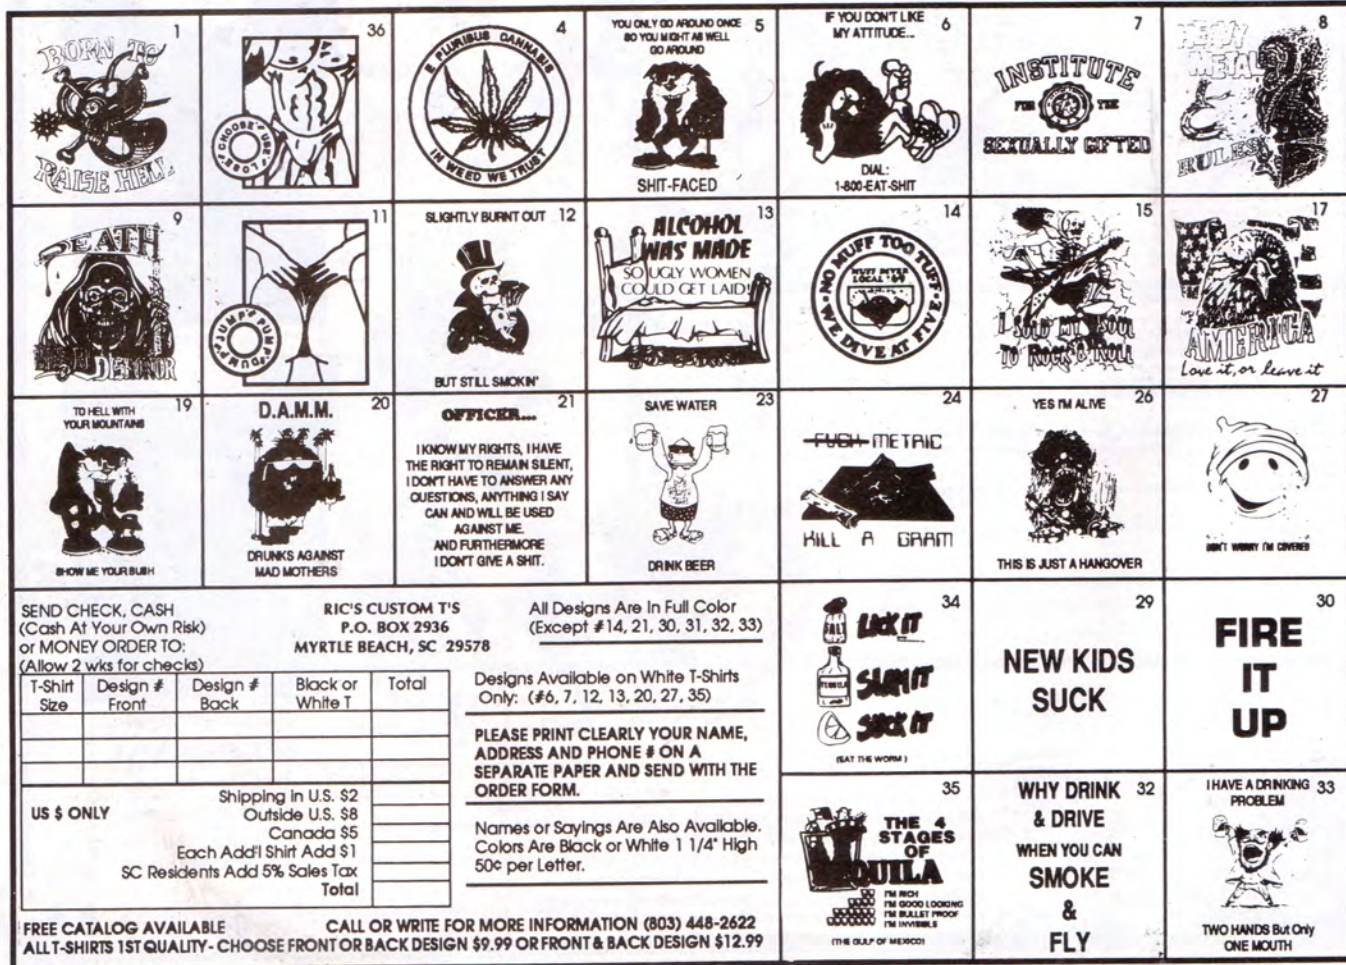 1
BORN TO
RAISE HELL
36
CHOOSE'R USE'R LOSE'R
4
E PLURIBUS CANNABIS
IN WEED WE TRUST
YOU ONLY GO AROUND ONCE
SO YOU MIGHT AS WELL
GO AROUND
5
SHIT-FACED
IF YOU DON'T LIKE
MY ATTITUDE...
6
DIAL:
1-800-EAT-SHIT
7
INSTITUTE
FOR THE
SEXUALLY GIFTED
8
HEAVY
METAL
RULES
9
DEATH
DISHONOR
11
JUMP'R PUMP'R DUMP'R
SLIGHTLY BURNT OUT
12
BUT STILL SMOKIN'
13
ALCOHOL
WAS MADE
SO UGLY WOMEN
COULD GET LAID!
14
NO MUFF TOO TUFF
MUFF DIVER
LOCAL
WE DIVE AT FIVE
15
I SOLD MY SOUL
TO ROCK & ROLL
17
AMERICA
Love it, or leave it
TO HELL WITH
YOUR MOUNTAINS
19
SHOW ME YOUR BUSH
D.A.M.M.
20
DRUNKS AGAINST
MAD MOTHERS
OFFICER...
21
I KNOW MY RIGHTS, I HAVE
THE RIGHT TO REMAIN SILENT,
I DON'T HAVE TO ANSWER ANY
QUESTIONS, ANYTHING I SAY
CAN AND WILL BE USED
AGAINST ME.
AND FURTHERMORE
I DON'T GIVE A SHIT.
SAVE WATER
23
DRINK BEER
24
METRIC
KILL A GRAM
YES I'M ALIVE
26
THIS IS JUST A HANGOVER
27
DON'T WORRY I'M COVERED
SEND CHECK, CASH
(Cash At Your Own Risk)
or MONEY ORDER TO:
(Allow 2 wks for checks)
RIC'S CUSTOM T'S
P.O. BOX 2936
MYRTLE BEACH, SC 29578
All Designs Are In Full Color
(Except #14, 21, 30, 31, 32, 33)
T-Shirt Size
Design # Front
Design # Back
Black or White T
Total
Designs Available on White T-Shirts
Only: (#6, 7, 12, 13, 20, 27, 35)
PLEASE PRINT CLEARLY YOUR NAME,
ADDRESS AND PHONE # ON A
SEPARATE PAPER AND SEND WITH THE
ORDER FORM.
US $ ONLY
Shipping in U.S. $2
Outside U.S. $8
Canada $5
Each Add'l Shirt Add $1
SC Residents Add 5% Sales Tax
Total
Names or Sayings Are Also Available.
Colors Are Black or White 1 1/4" High
50¢ per Letter.
FREE CATALOG AVAILABLE CALL OR WRITE FOR MORE INFORMATION (803) 448-2622
ALL T-SHIRTS 1ST QUALITY - CHOOSE FRONT OR BACK DESIGN $9.99 OR FRONT & BACK DESIGN $12.99
34
SALT
LICK IT
TEQUILA
SLAM IT
SUCK IT
(EAT THE WORM)
29
NEW KIDS
SUCK
30
FIRE
IT
UP
35
THE 4
STAGES
OF
TEQUILA
I'M RICH
I'M GOOD LOOKING
I'M BULLET PROOF
I'M INVISIBLE
(THE GULF OF MEXICO)
WHY DRINK
32
& DRIVE
WHEN YOU CAN
SMOKE
&
FLY
I HAVE A DRINKING
PROBLEM
33
TWO HANDS But Only
ONE MOUTH